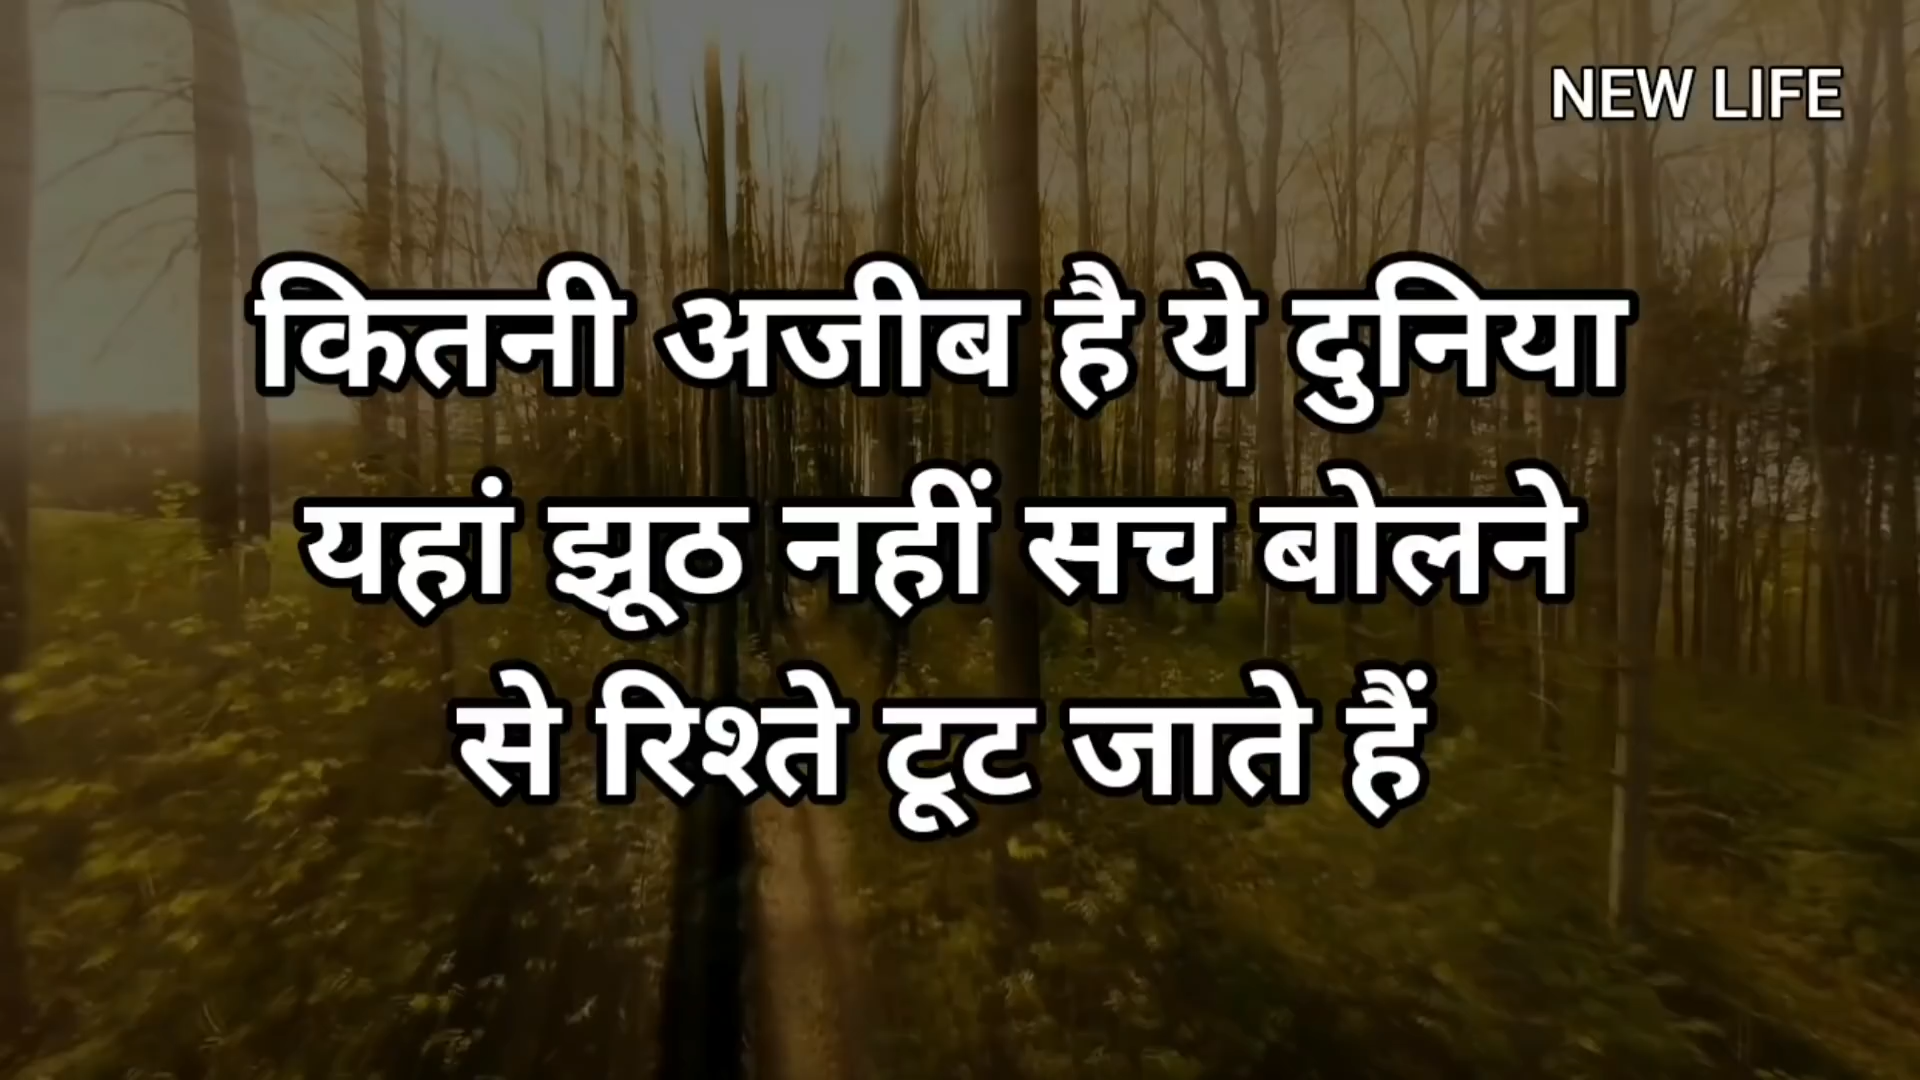 NEW LIFE
कितनी अजीब है ये दुनिया
यहां झूठ नहीं सच बोलने
से रिश्ते टूट जाते हैं